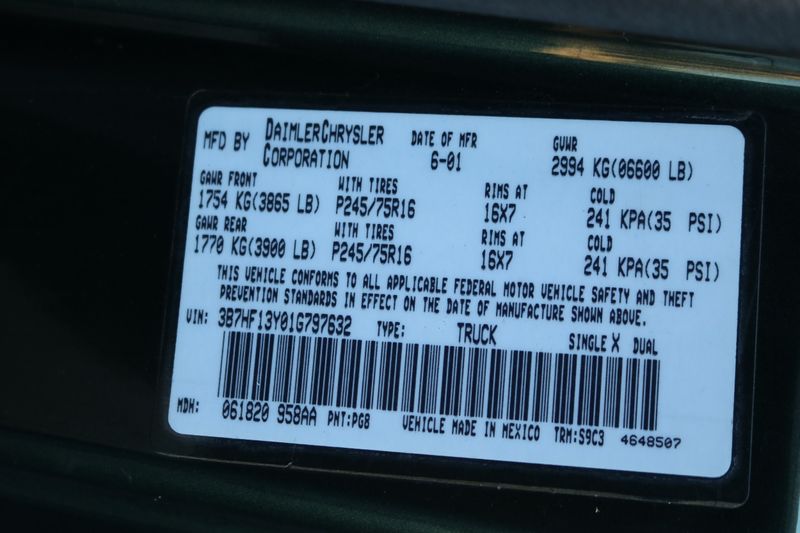 MFD BY DAIMLERCHRYSLER CORPORATION DATE OF MFR 6-01 GVWR 2994 KG(06600 LB)
GAWR FRONT WITH TIRES RIMS AT COLD
1754 KG(3865 LB) P245/75R16 16X7 241 KPA(35 PSI)
GAWR REAR WITH TIRES RIMS AT COLD
1770 KG(3900 LB) P245/75R16 16X7 241 KPA(35 PSI)
THIS VEHICLE CONFORMS TO ALL APPLICABLE FEDERAL MOTOR VEHICLE SAFETY AND THEFT
PREVENTION STANDARDS IN EFFECT ON THE DATE OF MANUFACTURE SHOWN ABOVE.
VIN: 3B7HF13Y01G797632 TYPE: TRUCK SINGLE X DUAL
MDH: 061820 958AA PNT:PG8 VEHICLE MADE IN MEXICO TRM:S9C3 4648507